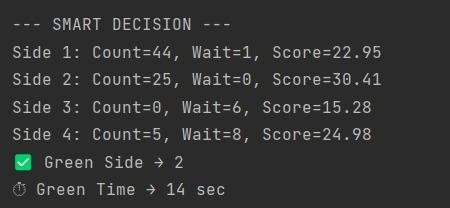 --- SMART DECISION ---
Side 1: Count=44, Wait=1, Score=22.95
Side 2: Count=25, Wait=0, Score=30.41
Side 3: Count=0, Wait=6, Score=15.28
Side 4: Count=5, Wait=8, Score=24.98
✅ Green Side → 2
⏱ Green Time → 14 sec